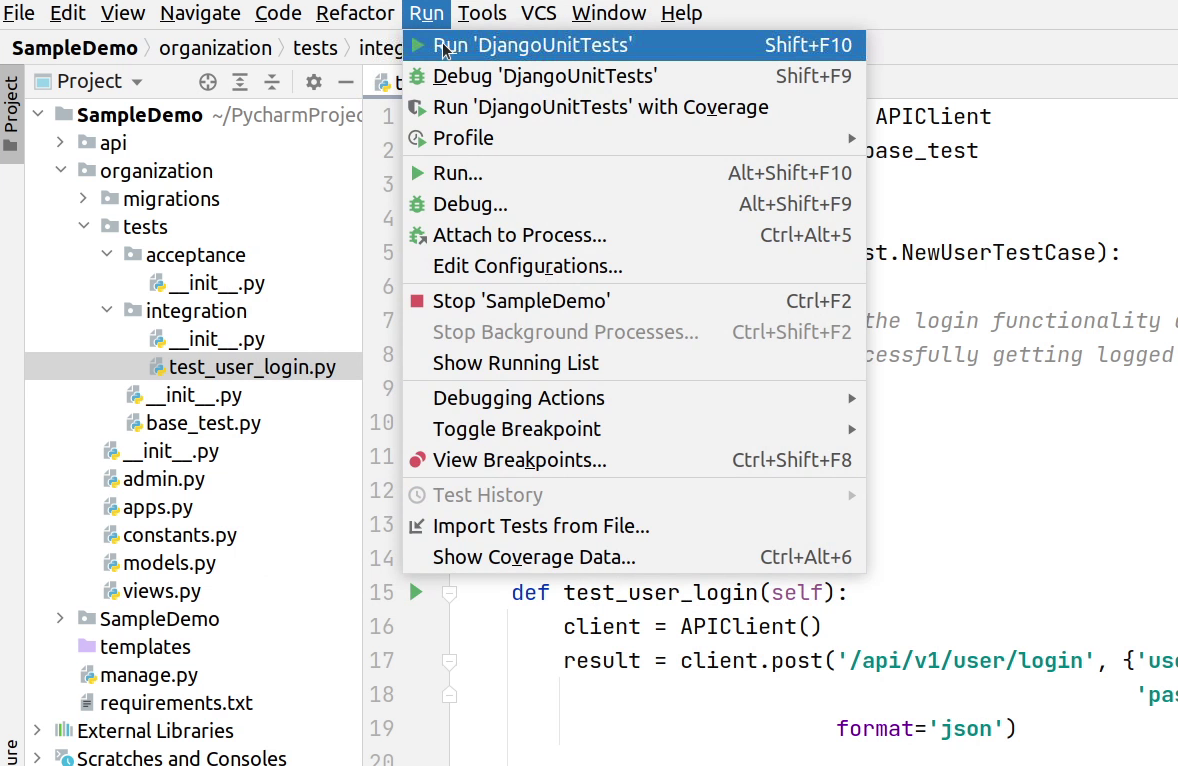 File Edit View Navigate Code Refactor Run Tools VCS Window Help
SampleDemo organization tests integ
Project
Project
SampleDemo ~/PycharmProjec
api
organization
migrations
tests
acceptance
__init__.py
integration
__init__.py
test_user_login.py
__init__.py
base_test.py
__init__.py
admin.py
apps.py
constants.py
models.py
views.py
SampleDemo
templates
manage.py
requirements.txt
External Libraries
Scratches and Consoles
ure
Run 'DjangoUnitTests' Shift+F10
Debug 'DjangoUnitTests' Shift+F9
Run 'DjangoUnitTests' with Coverage
Profile
Run... Alt+Shift+F10
Debug... Alt+Shift+F9
Attach to Process... Ctrl+Alt+5
Edit Configurations...
Stop 'SampleDemo' Ctrl+F2
Stop Background Processes... Ctrl+Shift+F2
Show Running List
Debugging Actions
Toggle Breakpoint
View Breakpoints... Ctrl+Shift+F8
Test History
Import Tests from File...
Show Coverage Data... Ctrl+Alt+6
t
1 APIClient
2 base_test
3
4
5 st.NewUserTestCase):
6
7 the login functionality
8 cessfully getting logged
9
10
11
12
13
14
15 def test_user_login(self):
16 client = APIClient()
17 result = client.post('/api/v1/user/login', {'use
18 'pas
19 format='json')
20